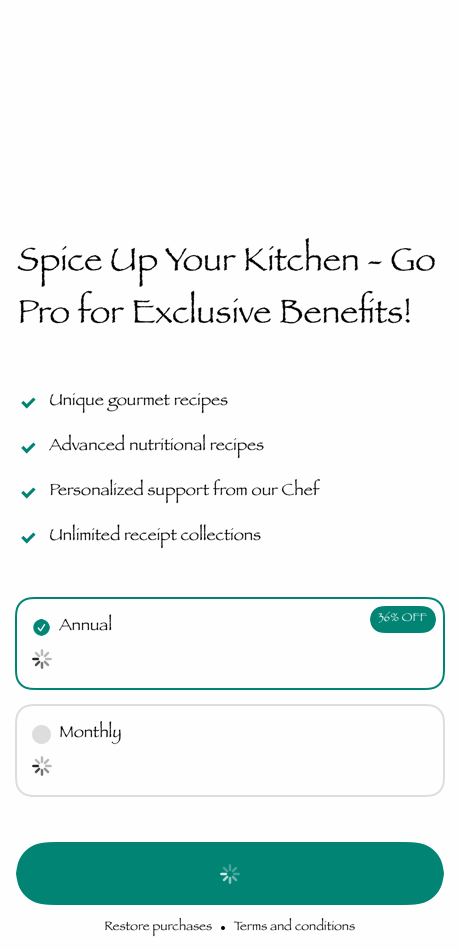 Spice Up Your Kitchen - Go
Pro for Exclusive Benefits!
Unique gourmet recipes
Advanced nutritional recipes
Personalized support from our Chef
Unlimited receipt collections
Annual
36% OFF
Monthly
Restore purchases • Terms and conditions